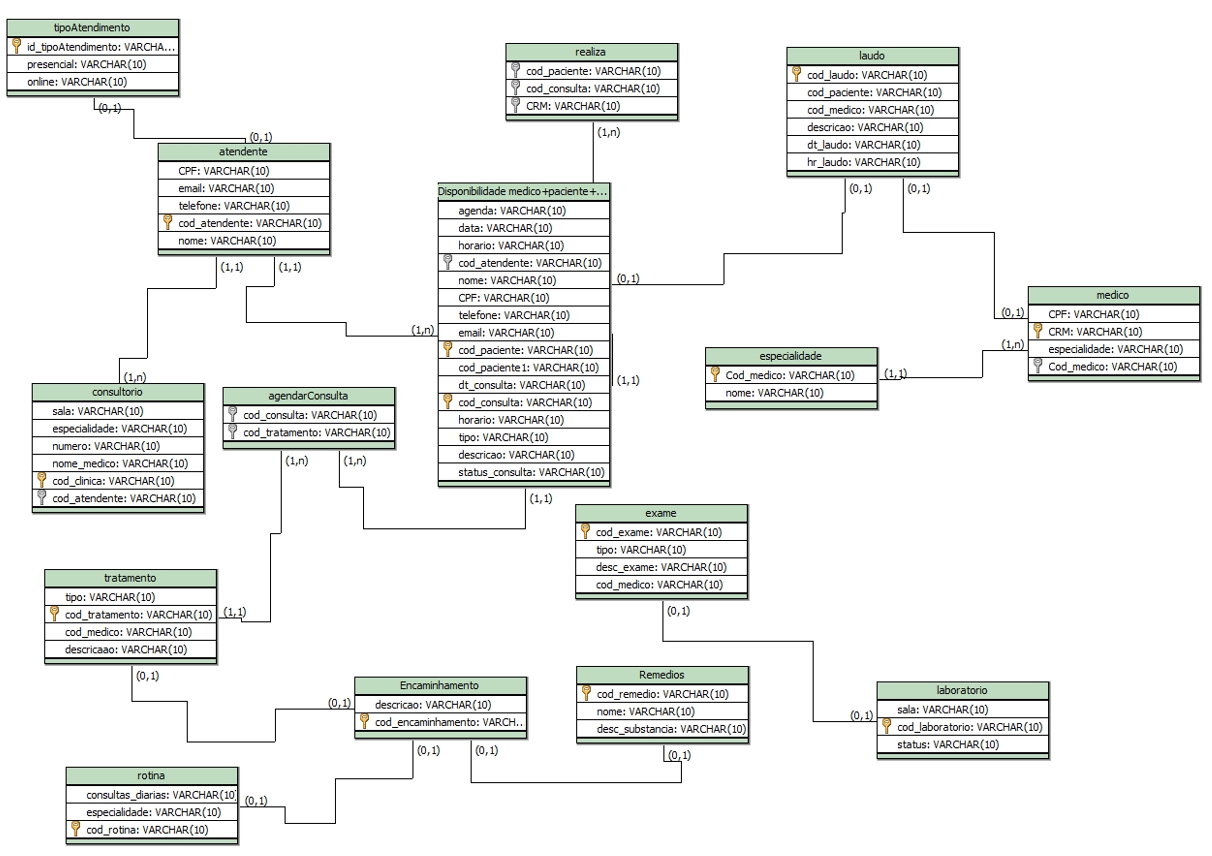 tipoAtendimento
id_tipoAtendimento: VARCHA...
presencial: VARCHAR(10)
online: VARCHAR(10)
(0,1)
(0,1)
atendente
CPF: VARCHAR(10)
email: VARCHAR(10)
telefone: VARCHAR(10)
cod_atendente: VARCHAR(10)
nome: VARCHAR(10)
(1,1)
(1,1)
realiza
cod_paciente: VARCHAR(10)
cod_consulta: VARCHAR(10)
CRM: VARCHAR(10)
(1,n)
laudo
cod_laudo: VARCHAR(10)
cod_paciente: VARCHAR(10)
cod_medico: VARCHAR(10)
descricao: VARCHAR(10)
dt_laudo: VARCHAR(10)
hr_laudo: VARCHAR(10)
(0,1)
(0,1)
Disponibilidade medico+paciente+...
agenda: VARCHAR(10)
data: VARCHAR(10)
horario: VARCHAR(10)
cod_atendente: VARCHAR(10)
nome: VARCHAR(10)
CPF: VARCHAR(10)
telefone: VARCHAR(10)
email: VARCHAR(10)
cod_paciente: VARCHAR(10)
cod_paciente1: VARCHAR(10)
dt_consulta: VARCHAR(10)
cod_consulta: VARCHAR(10)
horario: VARCHAR(10)
tipo: VARCHAR(10)
descricao: VARCHAR(10)
status_consulta: VARCHAR(10)
(0,1)
(1,n)
(1,1)
(1,1)
medico
CPF: VARCHAR(10)
CRM: VARCHAR(10)
especialidade: VARCHAR(10)
Cod_medico: VARCHAR(10)
(0,1)
(1,n)
especialidade
Cod_medico: VARCHAR(10)
nome: VARCHAR(10)
(1,1)
(1,n)
consultorio
sala: VARCHAR(10)
especialidade: VARCHAR(10)
numero: VARCHAR(10)
nome_medico: VARCHAR(10)
cod_clinica: VARCHAR(10)
cod_atendente: VARCHAR(10)
agendarConsulta
cod_consulta: VARCHAR(10)
cod_tratamento: VARCHAR(10)
(1,n)
(1,n)
exame
cod_exame: VARCHAR(10)
tipo: VARCHAR(10)
desc_exame: VARCHAR(10)
cod_medico: VARCHAR(10)
(0,1)
tratamento
tipo: VARCHAR(10)
cod_tratamento: VARCHAR(10)
cod_medico: VARCHAR(10)
descricaao: VARCHAR(10)
(1,1)
(0,1)
Encaminhamento
descricao: VARCHAR(10)
cod_encaminhamento: VARCH...
(0,1)
(0,1)
(0,1)
Remedios
cod_remedio: VARCHAR(10)
nome: VARCHAR(10)
desc_substancia: VARCHAR(10)
(0,1)
laboratorio
sala: VARCHAR(10)
cod_laboratorio: VARCHAR(10)
status: VARCHAR(10)
(0,1)
rotina
consultas_diarias: VARCHAR(10)
especialidade: VARCHAR(10)
cod_rotina: VARCHAR(10)
(0,1)